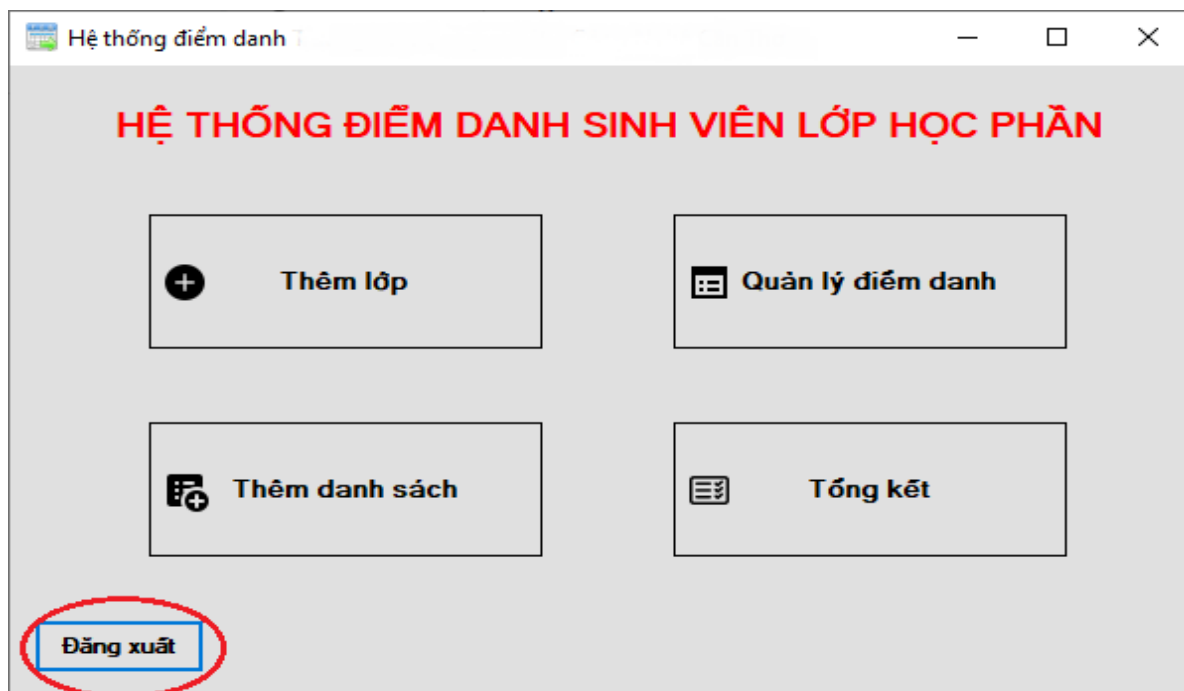 Hệ thống điểm danh
HỆ THỐNG ĐIỂM DANH SINH VIÊN LỚP HỌC PHẦN
Thêm lớp
Quản lý điểm danh
Thêm danh sách
Tổng kết
Đăng xuất